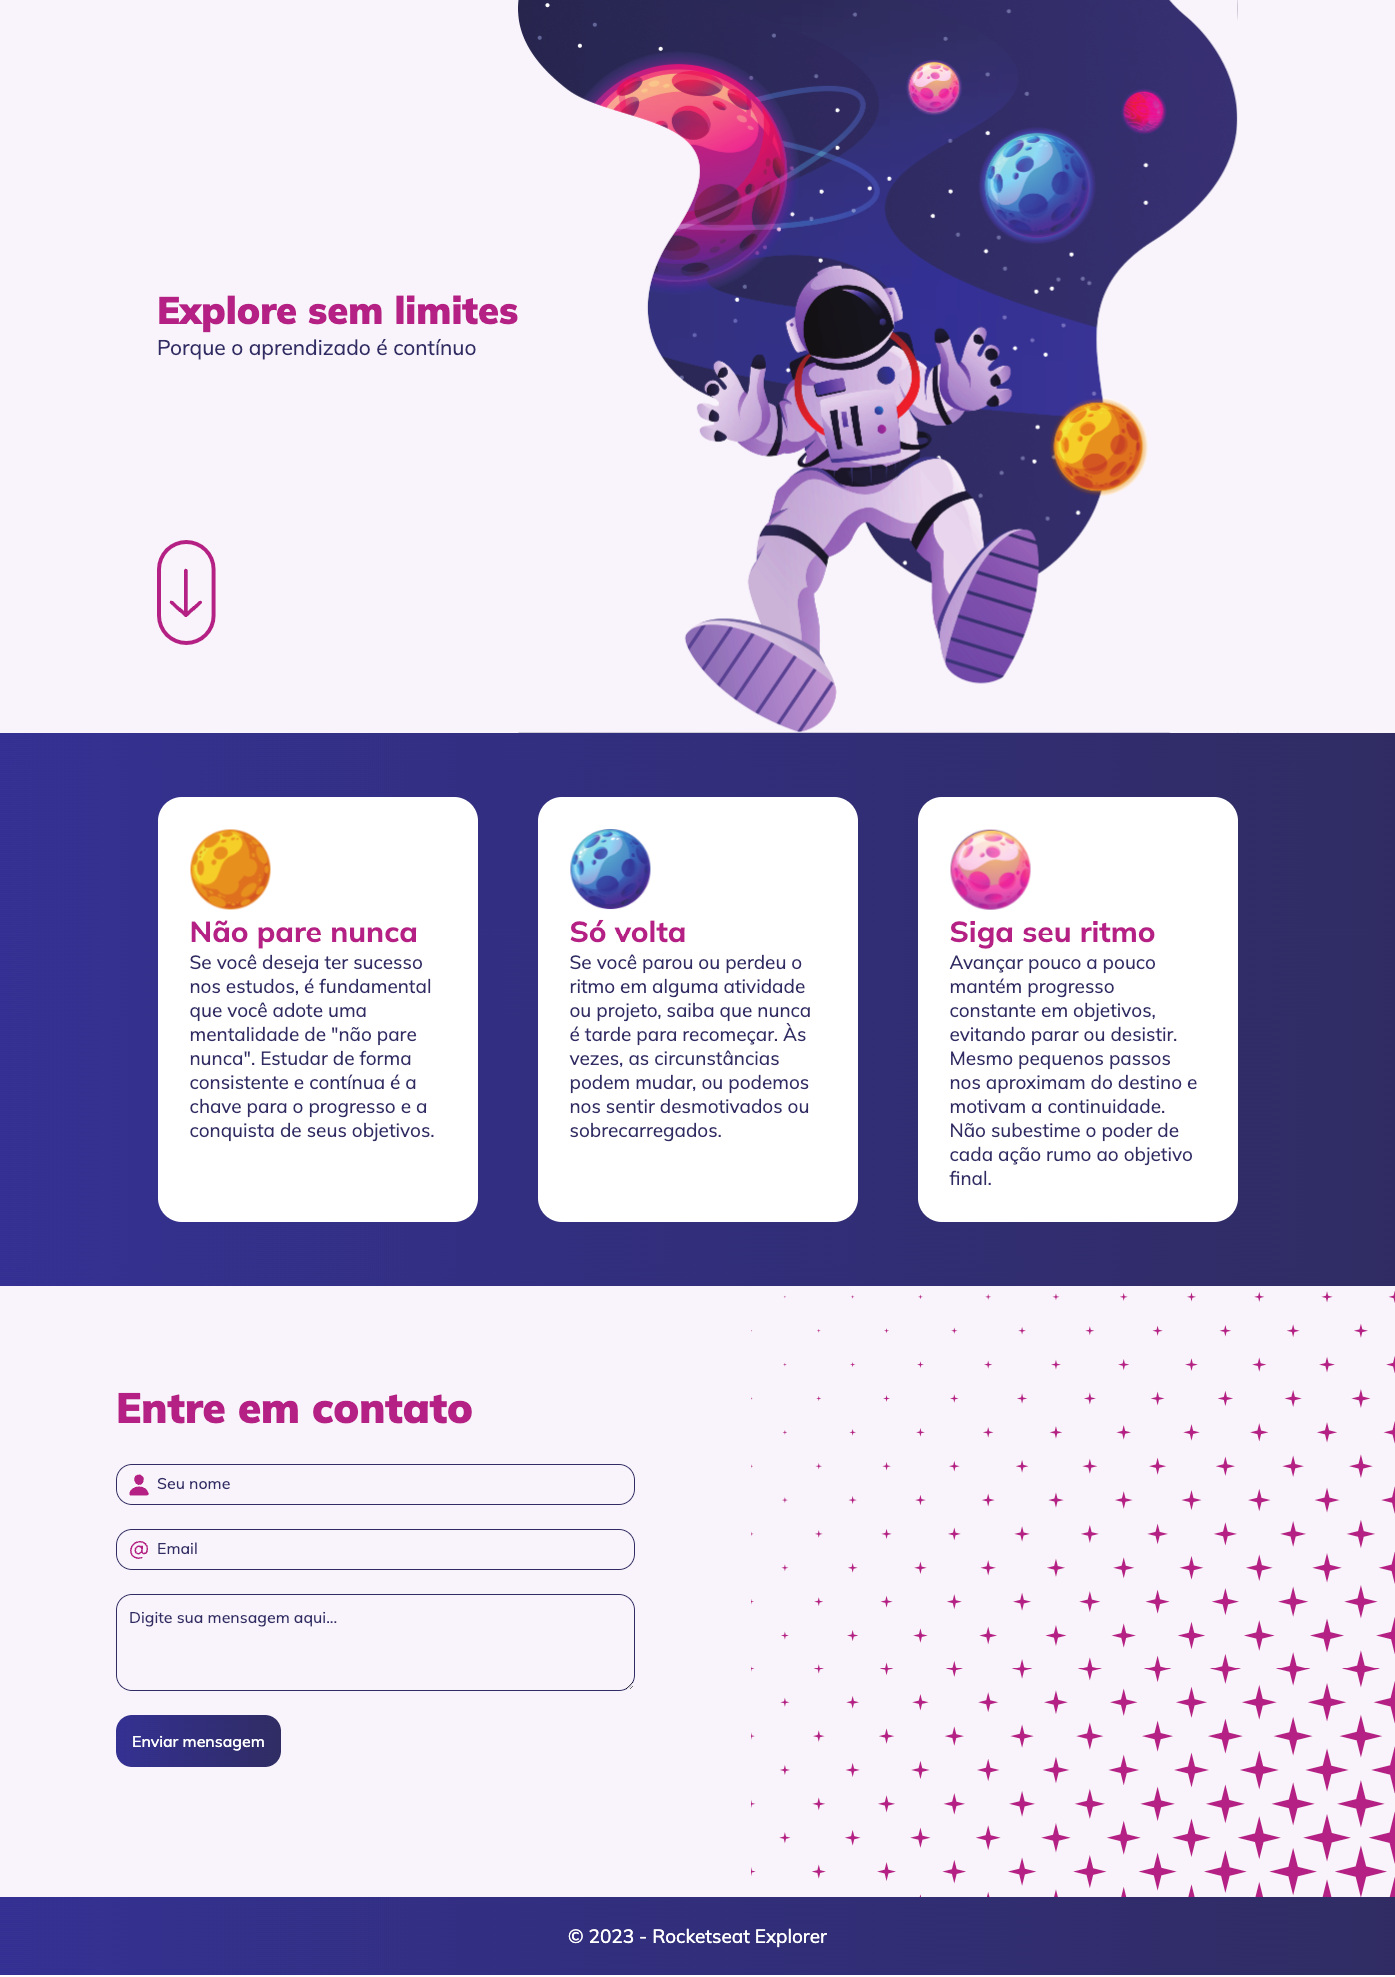 Explore sem limites
Porque o aprendizado é contínuo
Não pare nunca
Se você deseja ter sucesso
nos estudos, é fundamental
que você adote uma
mentalidade de "não pare
nunca". Estudar de forma
consistente e contínua é a
chave para o progresso e a
conquista de seus objetivos.
Só volta
Se você parou ou perdeu o
ritmo em alguma atividade
ou projeto, saiba que nunca
é tarde para recomeçar. Às
vezes, as circunstâncias
podem mudar, ou podemos
nos sentir desmotivados ou
sobrecarregados.
Siga seu ritmo
Avançar pouco a pouco
mantém progresso
constante em objetivos,
evitando parar ou desistir.
Mesmo pequenos passos
nos aproximam do destino e
motivam a continuidade.
Não subestime o poder de
cada ação rumo ao objetivo
final.
Entre em contato
Seu nome
@ Email
Digite sua mensagem aqui...
Enviar mensagem
© 2023 - Rocketseat Explorer